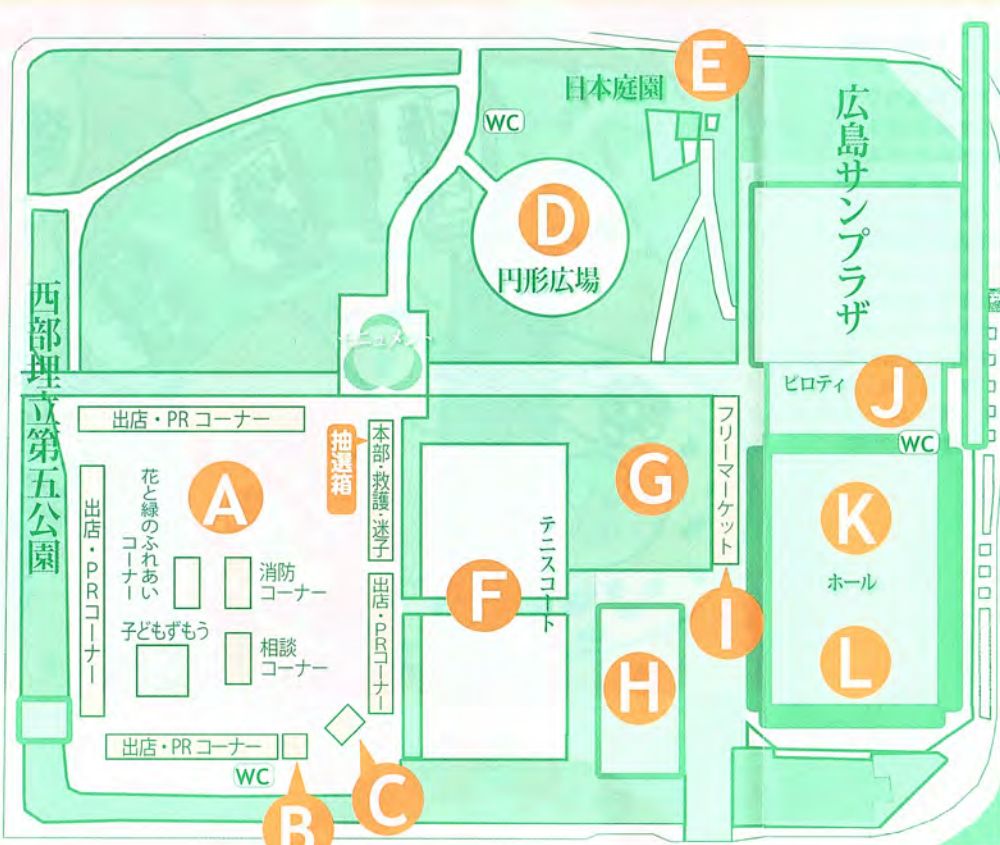 E
日本庭園
WC
D
円形広場
広島サンプラザ
西部埋立第五公園
モニュメント
ピロティ
J
WC
出店・PRコーナー
抽選箱
本部・救護・迷子
A
花と緑のふれあい
コーナー
出店・PRコーナー
消防
コーナー
子どもずもう
相談
コーナー
出店・PRコーナー
出店・PRコーナー
WC
B
C
テニスコート
F
G
フリーマーケット
H
I
K
ホール
L